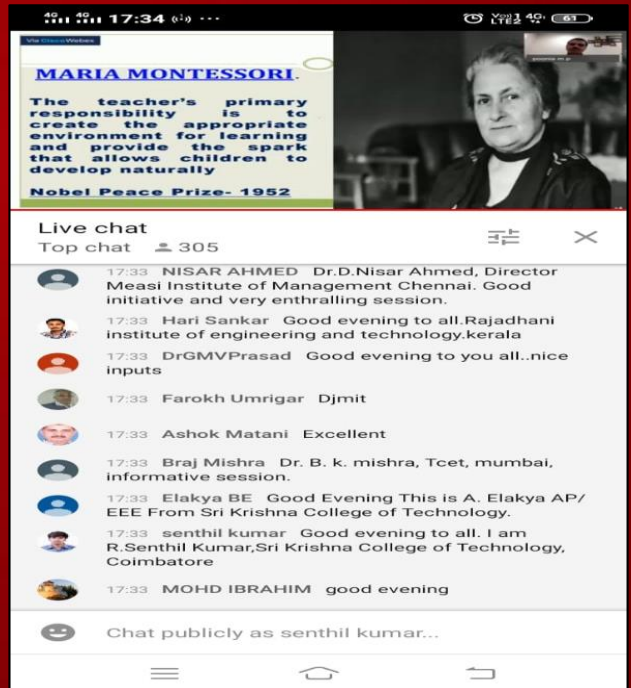 4G 4G 17:34 ···
VoI) 4G 61
LTE2
Via Cisco Webex
MARIA MONTESSORI.
The teacher's primary
responsibility is to
create the appropriate
environment for learning
and provide the spark
that allows children to
develop naturally
Nobel Peace Prize- 1952
Live chat
Top chat 305
17:33 NISAR AHMED Dr.D.Nisar Ahmed, Director
Measi Institute of Management Chennai. Good
initiative and very enthralling session.
17:33 Hari Sankar Good evening to all.Rajadhani
institute of engineering and technology.kerala
17:33 DrGMVPrasad Good evening to you all..nice
inputs
17:33 Farokh Umrigar Djmit
17:33 Ashok Matani Excellent
17:33 Braj Mishra Dr. B. k. mishra, Tcet, mumbai,
informative session.
17:33 Elakya BE Good Evening This is A. Elakya AP/
EEE From Sri Krishna College of Technology.
17:33 senthil kumar Good evening to all. I am
R.Senthil Kumar,Sri Krishna College of Technology,
Coimbatore
17:33 MOHD IBRAHIM good evening
Chat publicly as senthil kumar...